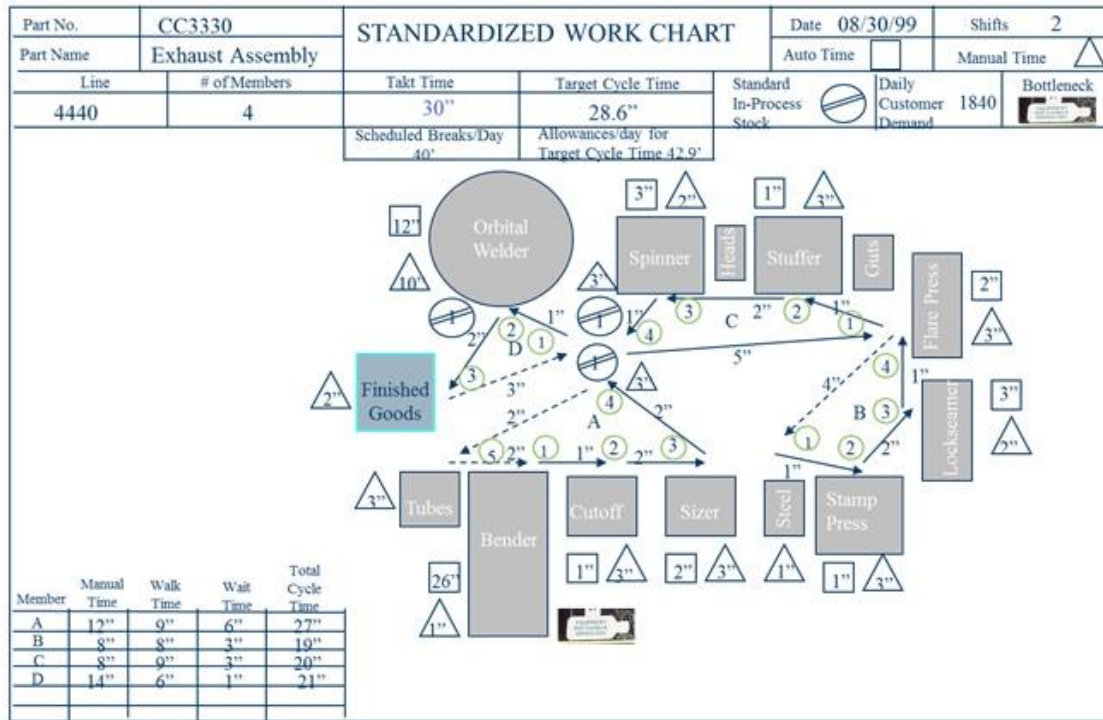 Part No. CC3330 STANDARDIZED WORK CHART Date 08/30/99 Shifts 2
Part Name Exhaust Assembly Auto Time Manual Time
Line # of Members Takt Time Target Cycle Time Standard In-Process Stock Daily Customer Demand 1840 Bottleneck
4440 4 30” 28.6”
Scheduled Breaks/Day 40’ Allowances/day for Target Cycle Time 42.9’
3” 2” 1” 3”
12” Orbital Welder Spinner Heads Stuffer Guts
10’ 3” Flare Press 2”
1 1 3”
2” 2 D 1 1” 1” 4 3 C 2” 2 1” 1
3 1 5” 4 1”
2” Finished Goods 3” 3” 4” Lockseamer 3”
2” 4 A 2” B 3 2”
5 2” 1 1” 2 2” 3 1 1” 2 2”
3” Tubes Bender Cutoff Sizer Steel Stamp Press
26” 1” 3” 2” 3” 1” 1” 3”
1”
Member Manual Time Walk Time Wait Time Total Cycle Time
A 12” 9” 6” 27”
B 8” 8” 3” 19”
C 8” 9” 3” 20”
D 14” 6” 1” 21”